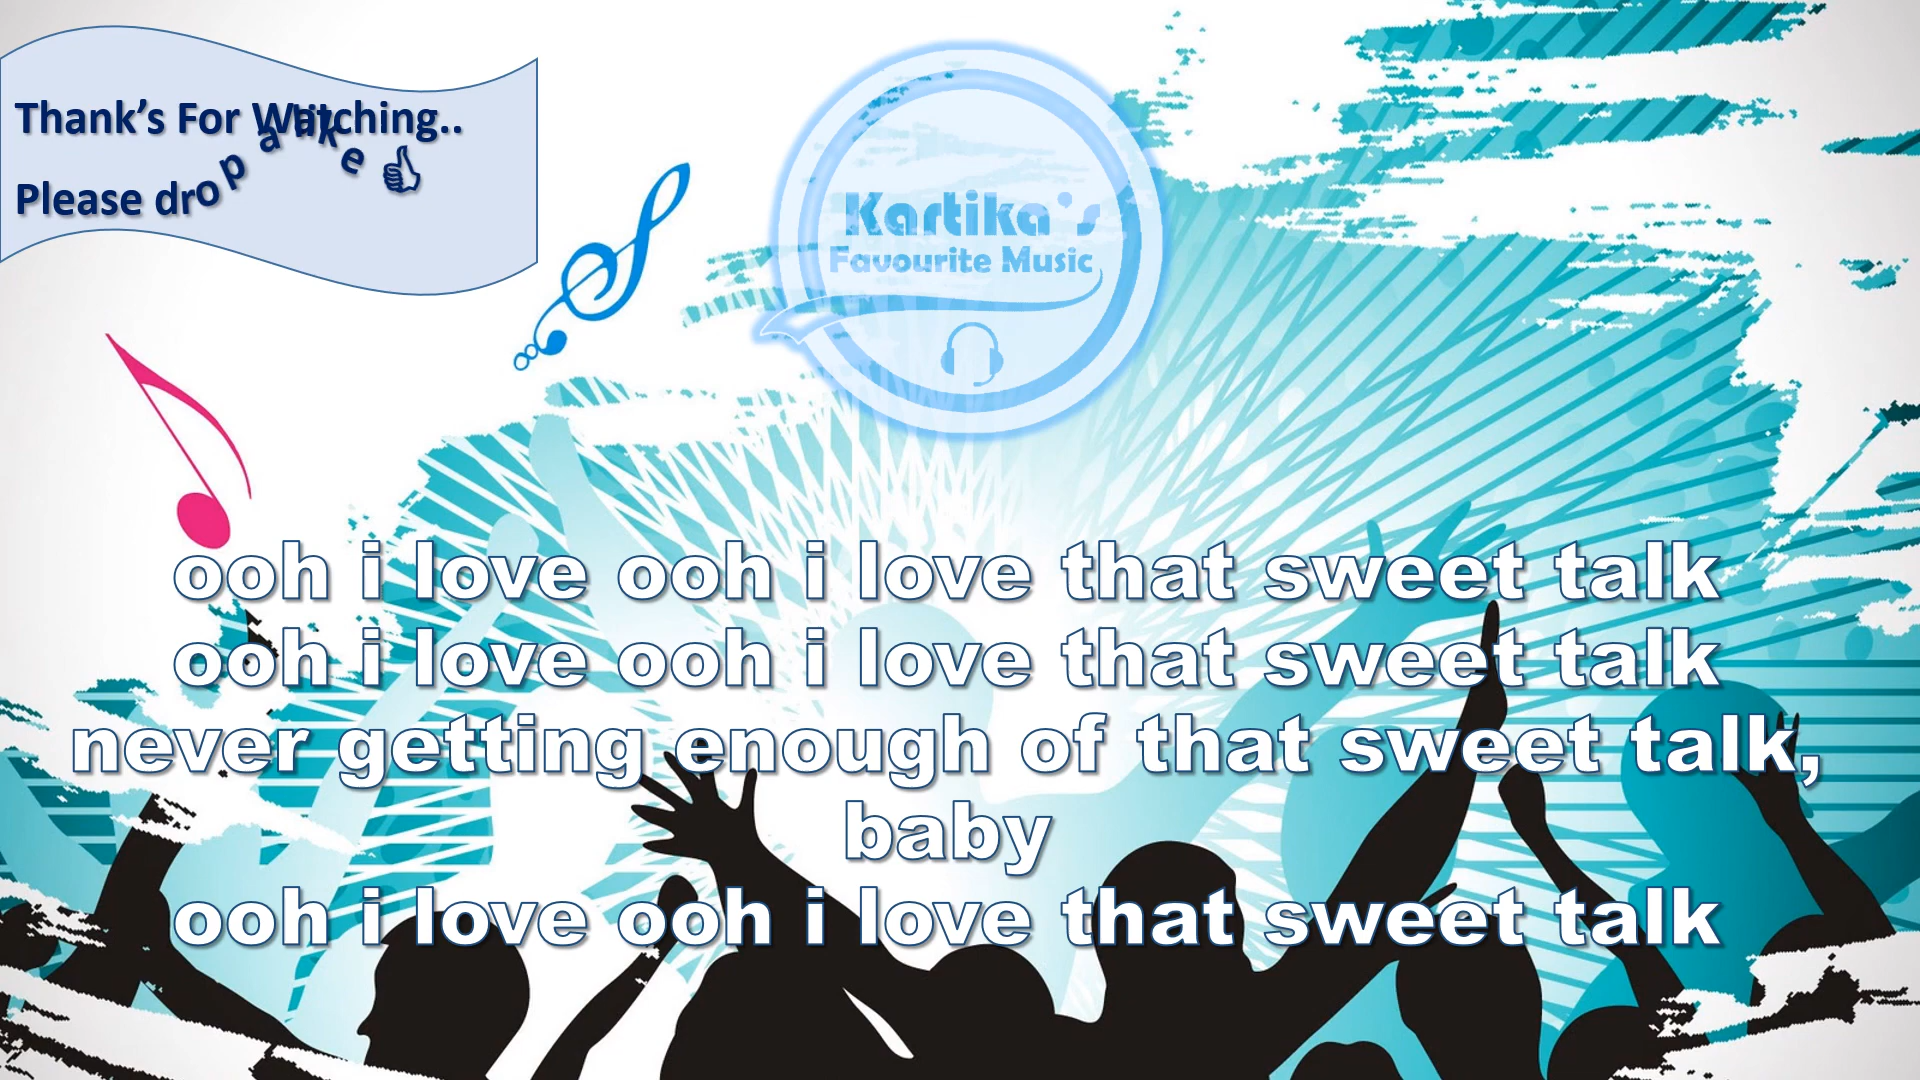 Thank’s For Watching..
Please drop a like 👍
Kartika's
Favourite Music
ooh i love ooh i love that sweet talk
ooh i love ooh i love that sweet talk
never getting enough of that sweet talk,
baby
ooh i love ooh i love that sweet talk